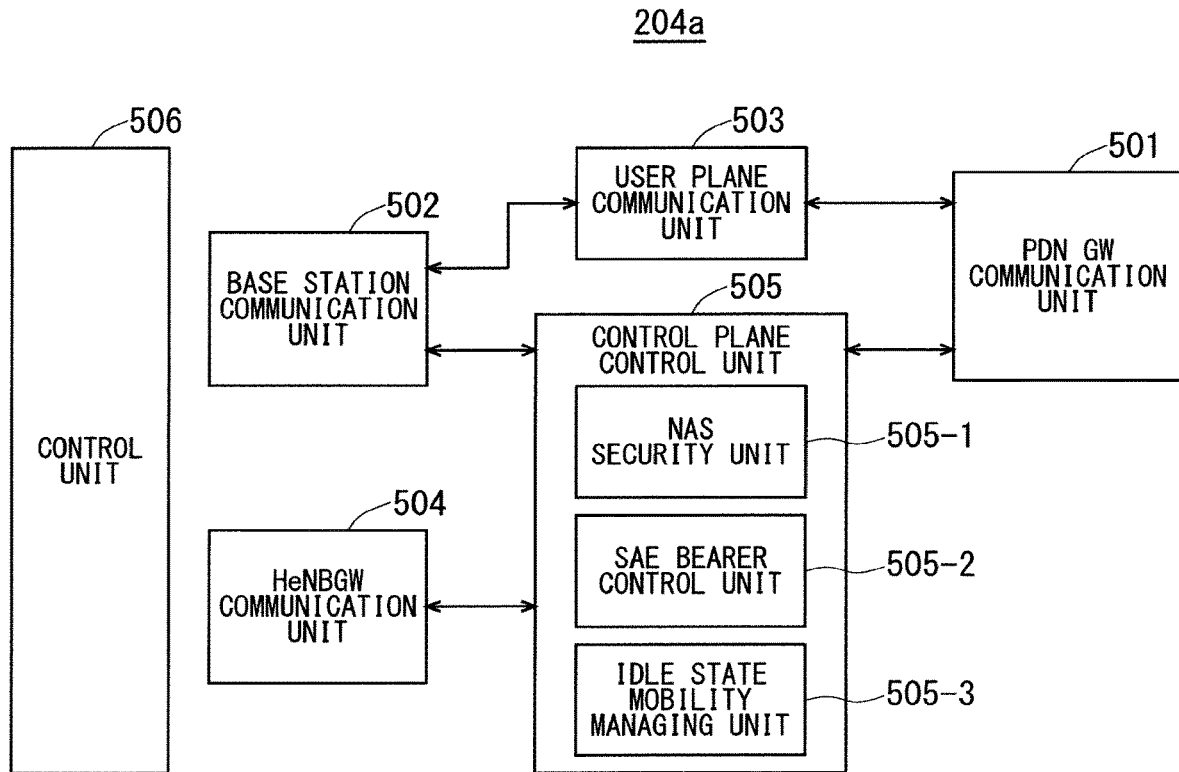 204a
506
503
501
502
USER PLANE
COMMUNICATION
UNIT
PDN GW
COMMUNICATION
UNIT
BASE STATION
COMMUNICATION
UNIT
505
CONTROL PLANE
CONTROL UNIT
NAS
SECURITY UNIT
505-1
CONTROL
UNIT
504
HeNBGW
COMMUNICATION
UNIT
SAE BEARER
CONTROL UNIT
505-2
IDLE STATE
MOBILITY
MANAGING UNIT
505-3